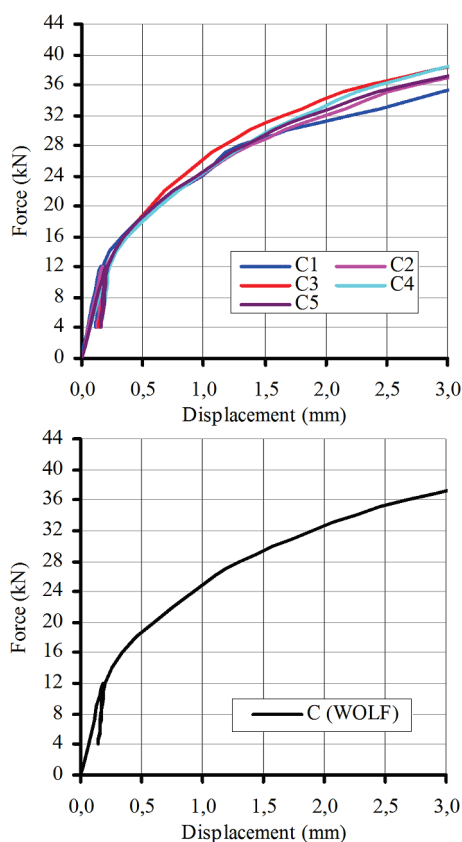 44
40
36
32
28
24
20
16
12
8
4
0
Force (kN)
C1 C2
C3 C4
C5
0,0 0,5 1,0 1,5 2,0 2,5 3,0
Displacement (mm)
44
40
36
32
28
24
20
16
12
8
4
0
Force (kN)
C (WOLF)
0,0 0,5 1,0 1,5 2,0 2,5 3,0
Displacement (mm)